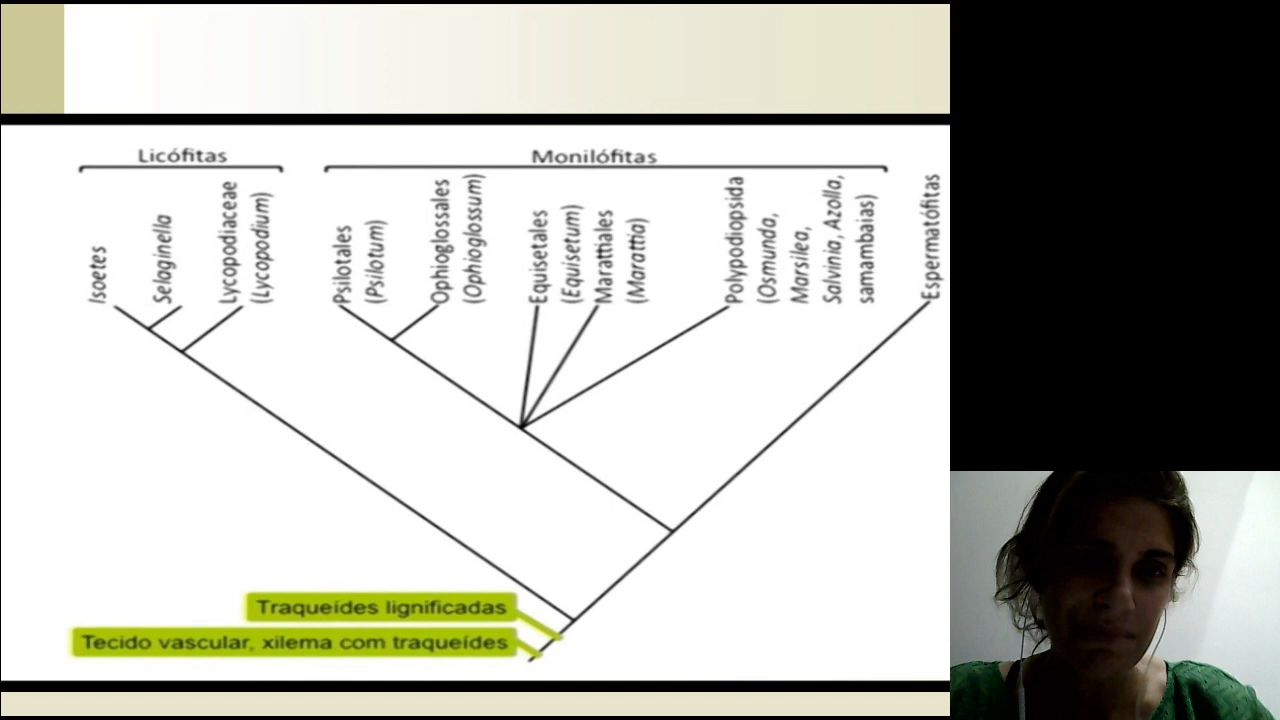 Licófitas
Monilófitas
Isoetes
Selaginella
Lycopodiaceae
(Lycopodium)
Psilotales
(Psilotum)
Ophioglossales
(Ophioglossum)
Equisetales
(Equisetum)
Marattiales
(Marattia)
Polypodiopsida
(Osmunda,
Marsilea,
Salvinia, Azolla,
samambaias)
Espermatófitas
Traqueídes lignificadas
Tecido vascular, xilema com traqueídes